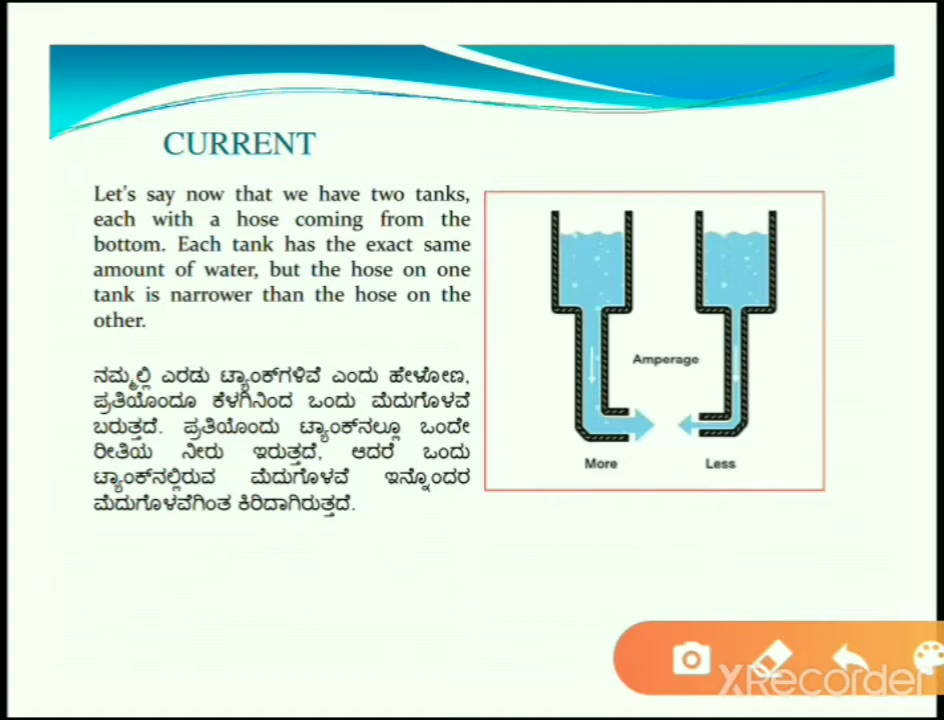 CURRENT
Let's say now that we have two tanks,
each with a hose coming from the
bottom. Each tank has the exact same
amount of water, but the hose on one
tank is narrower than the hose on the
other.
ನಮ್ಮಲ್ಲಿ ಎರಡು ಟ್ಯಾಂಕ್‌ಗಳಿವೆ ಎಂದು ಹೇಳೋಣ,
ಪ್ರತಿಯೊಂದೂ ಕೆಳಗಿನಿಂದ ಒಂದು ಮೆದುಗೊಳವೆ
ಬರುತ್ತದೆ. ಪ್ರತಿಯೊಂದು ಟ್ಯಾಂಕ್‌ನಲ್ಲೂ ಒಂದೇ
ರೀತಿಯ ನೀರು ಇರುತ್ತದೆ, ಆದರೆ ಒಂದು
ಟ್ಯಾಂಕ್‌ನಲ್ಲಿರುವ ಮೆದುಗೊಳವೆ ಇನ್ನೊಂದರ
ಮೆದುಗೊಳವೆಗಿಂತ ಕಿರಿದಾಗಿರುತ್ತದೆ.
Amperage
More
Less
XRecorder